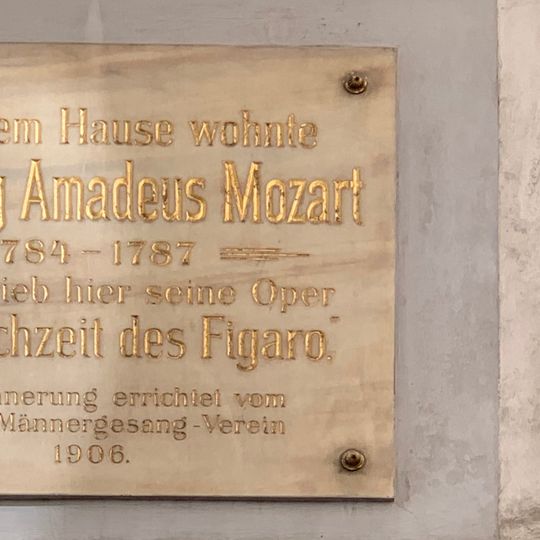 em Hause wohnte
g Amadeus Mozart
784 - 1787
ieb hier seine Oper
chzeit des Figaro."
nerung errichtet vom
Männergesang-Verein
1906.